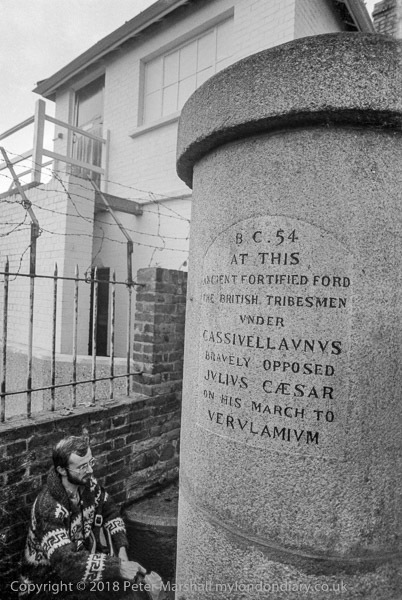 B C. 54
AT THIS
ANCIENT FORTIFIED FORD
THE BRITISH TRIBESMEN
VNDER
CASSIVELLAVNVS
BRAVELY OPPOSED
JVLIVS CÆSAR
ON HIS MARCH TO
VERVLAMIVM
Copyright © 2018 Peter Marshall mylondondiary.co.uk